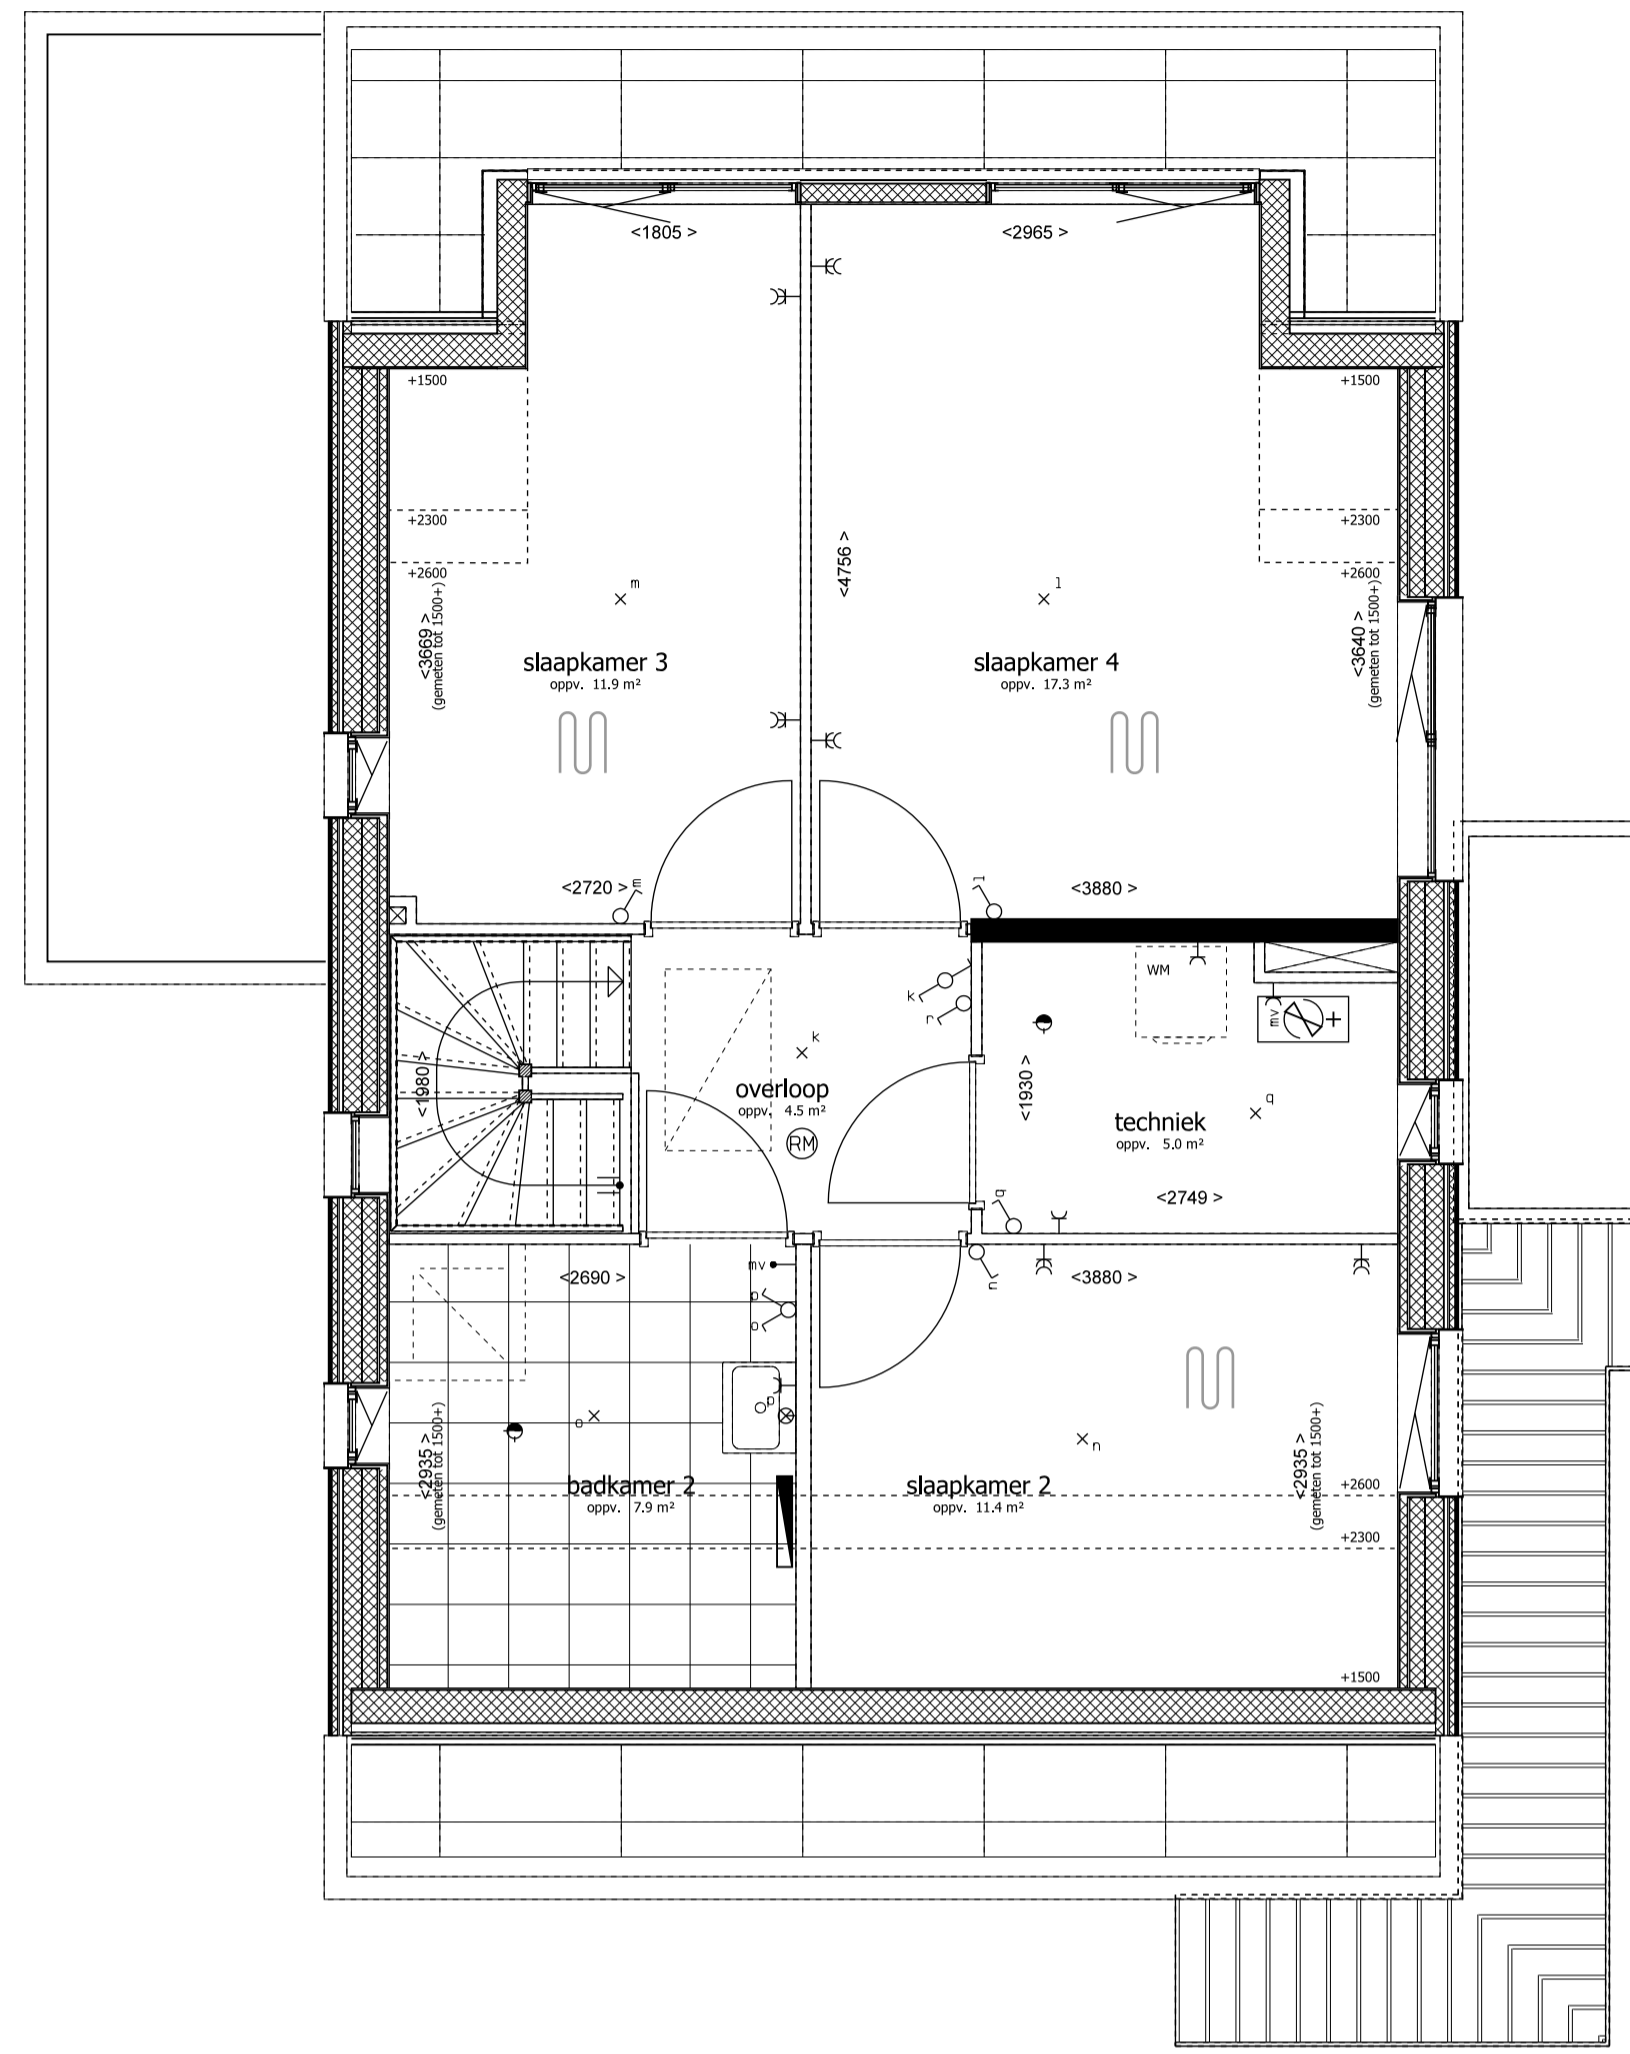 <1805 >
<2965 >
+1500
+1500
+2300
+2300
<4756 >
+2600
+2600
m
l
<3669 >
(gemeten tot 1500+)
<3640 >
(gemeten tot 1500+)
slaapkamer 3
oppv. 11.9 m²
slaapkamer 4
oppv. 17.3 m²
<2720 >
m
l
<3880 >
WM
k
r
mv
+
k
<1980>
overloop
oppv. 4.5 m²
RM
<1930 >
q
techniek
oppv. 5.0 m²
q
<2749 >
mv
<2690 >
n
<3880 >
p
o
p
o
n
<2935 >
(gemeten tot 1500+)
<2935 >
(gemeten tot 1500+)
badkamer 2
oppv. 7.9 m²
slaapkamer 2
oppv. 11.4 m²
+2600
+2300
+1500